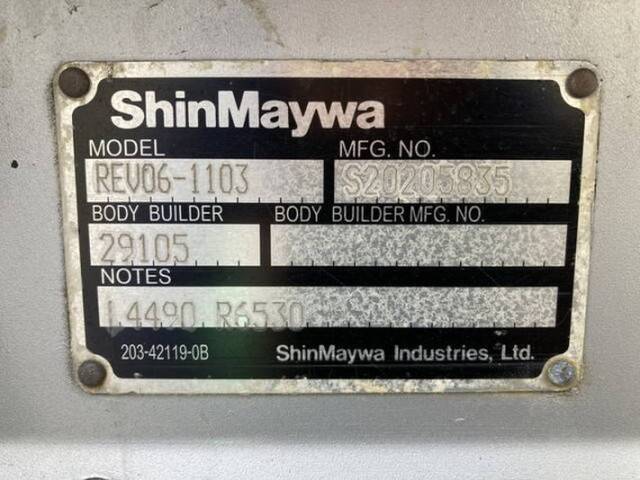 ShinMaywa
MODEL MFG. NO.
REV06-1103 S20205835
BODY BUILDER BODY BUILDER MFG. NO.
29105
NOTES
L4490 R6530
203-42119-0B ShinMaywa Industries, Ltd.